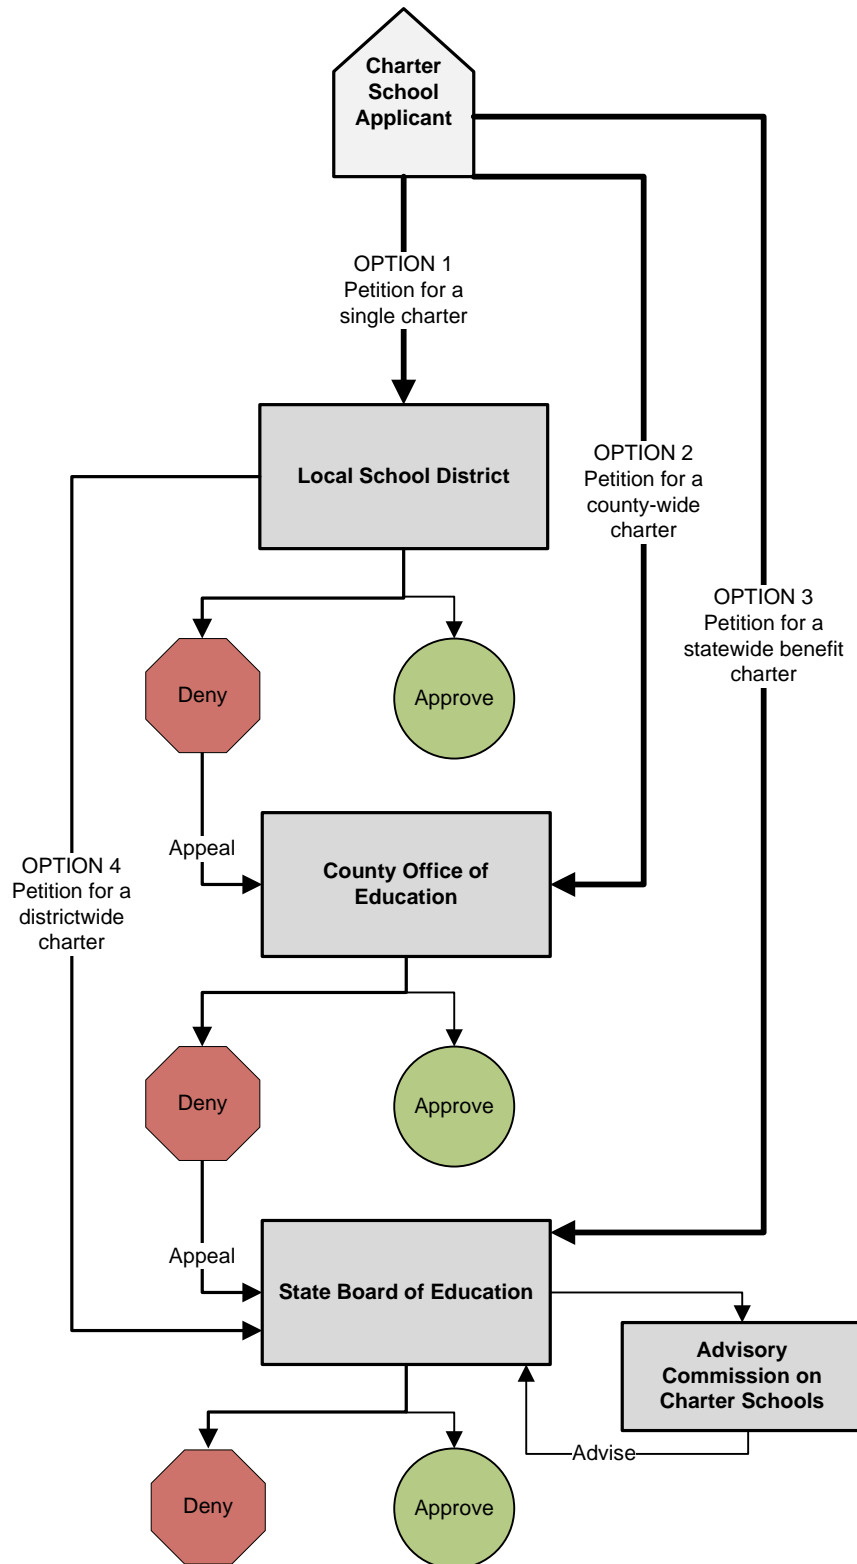 Charter
School
Applicant
OPTION 1
Petition for a
single charter
Local School District
OPTION 2
Petition for a
county-wide
charter
OPTION 3
Petition for a
statewide benefit
charter
Deny
Approve
Appeal
County Office of
Education
OPTION 4
Petition for a
districtwide
charter
Deny
Approve
Appeal
State Board of Education
Advisory
Commission on
Charter Schools
Advise
Deny
Approve